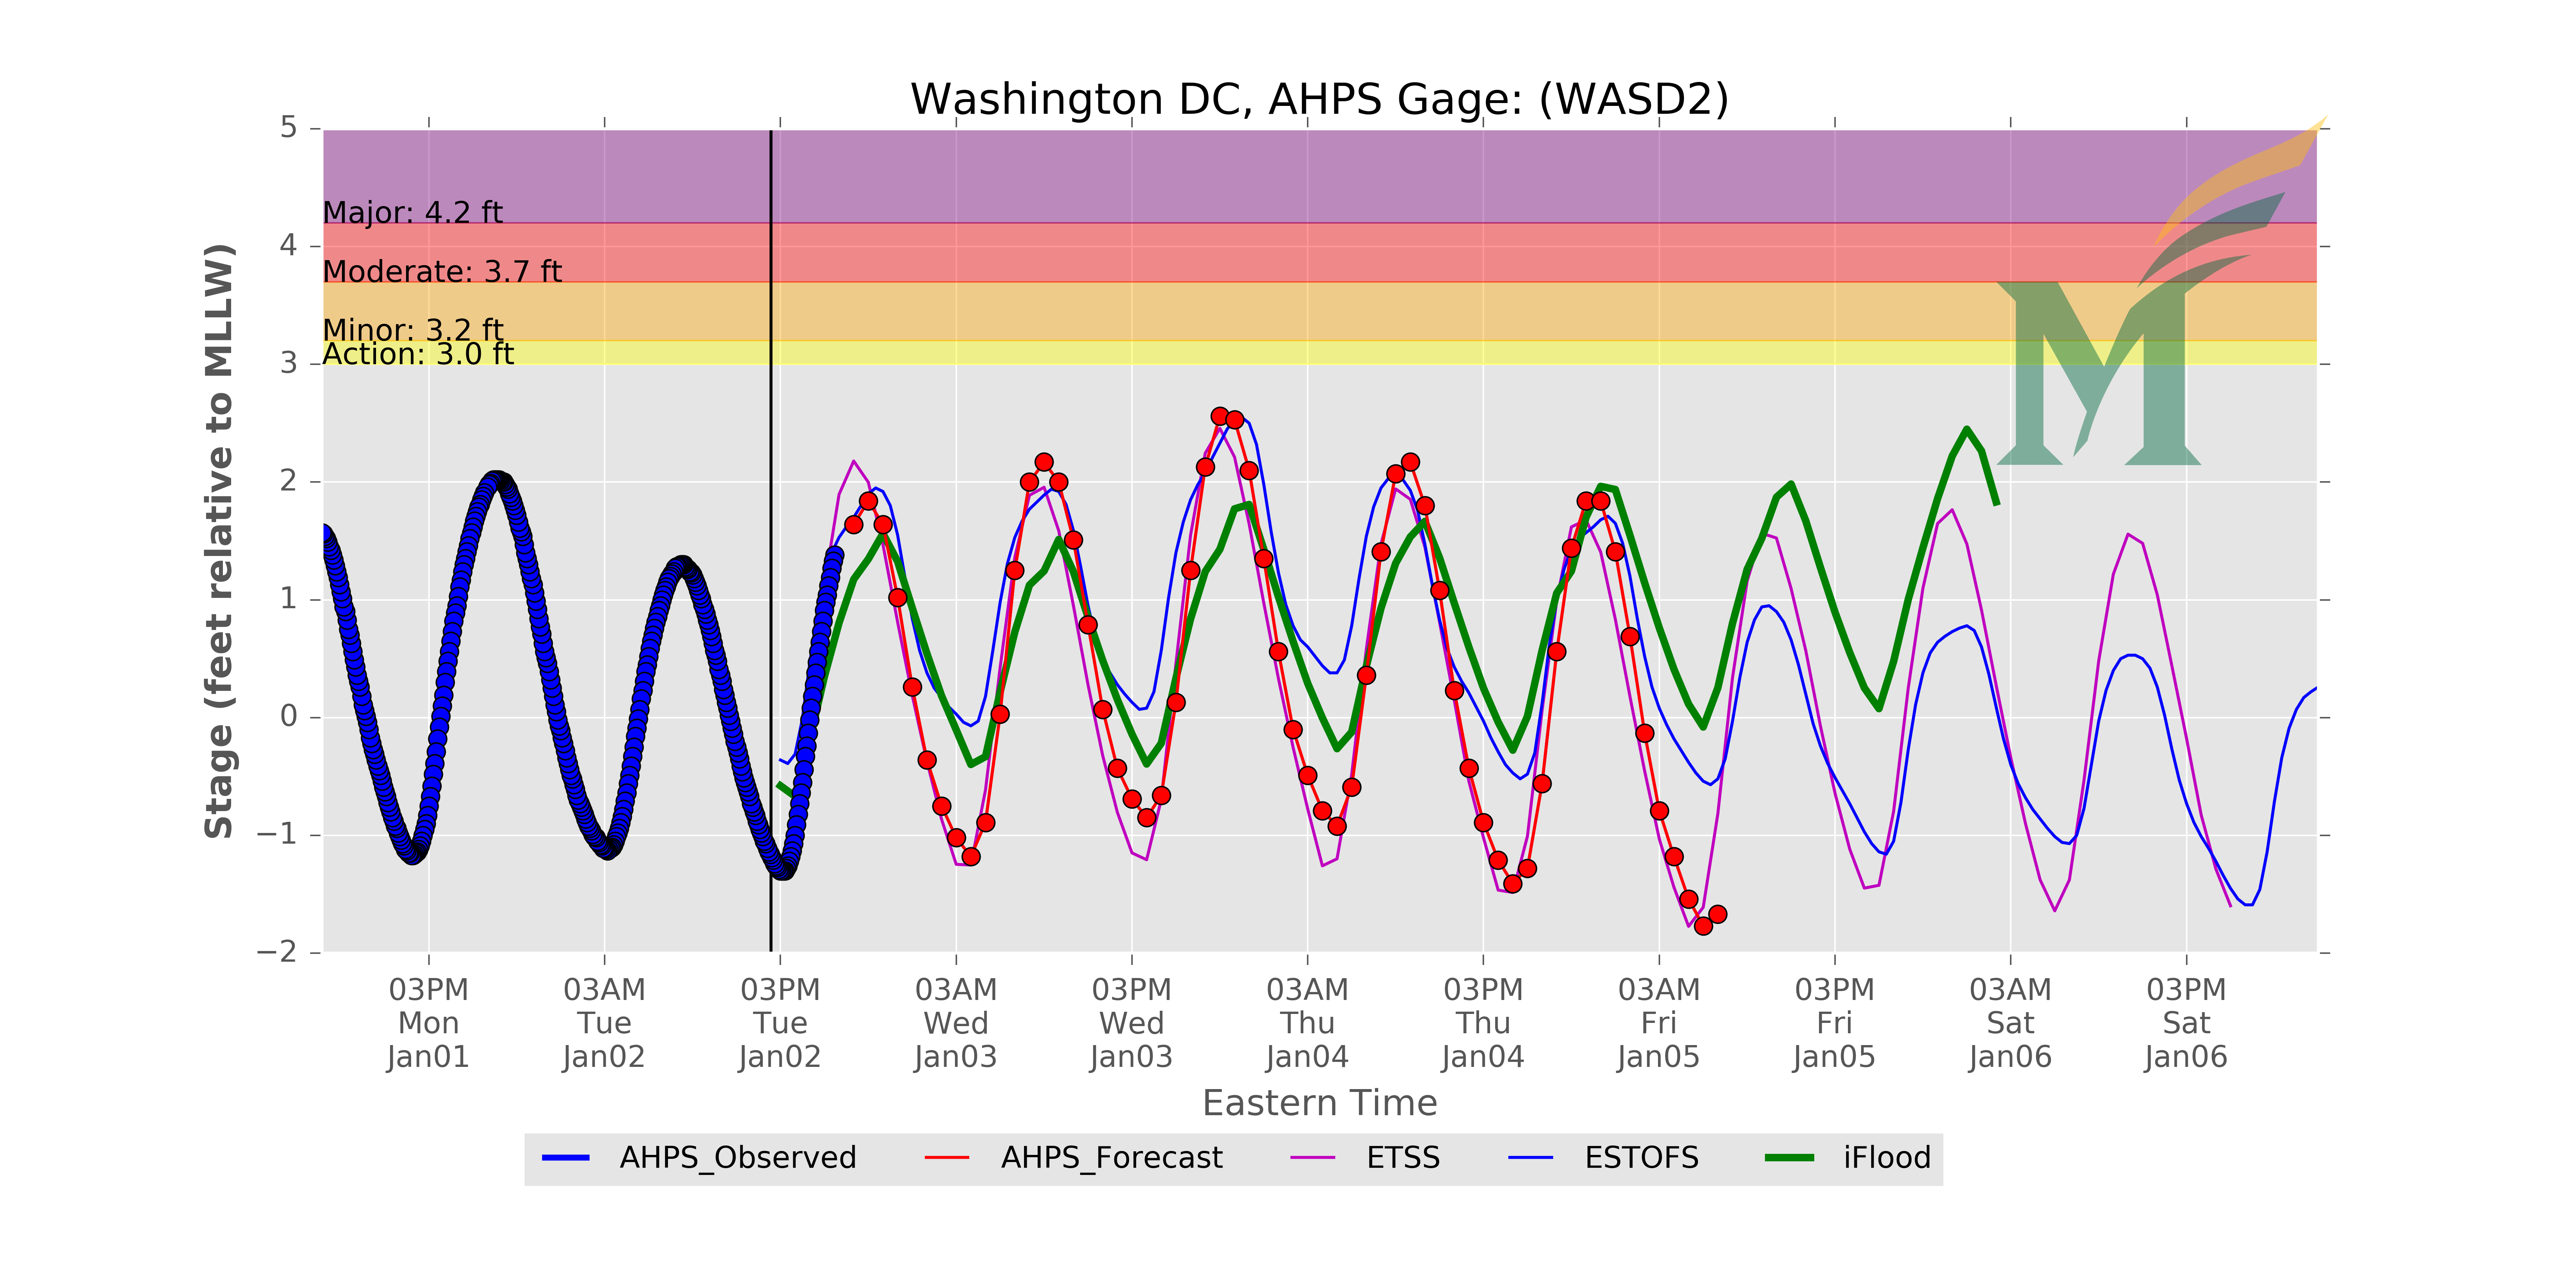 Washington DC, AHPS Gage: (WASD2)
5
4
3
2
1
0
−1
−2
Stage (feet relative to MLLW)
Major: 4.2 ft
Moderate: 3.7 ft
Minor: 3.2 ft
Action: 3.0 ft
M
03PM 03AM 03PM 03AM 03PM 03AM 03PM 03AM 03PM 03AM 03PM
Mon Tue Tue Wed Wed Thu Thu Fri Fri Sat Sat
Jan01 Jan02 Jan02 Jan03 Jan03 Jan04 Jan04 Jan05 Jan05 Jan06 Jan06
Eastern Time
AHPS_Observed AHPS_Forecast ETSS ESTOFS iFlood